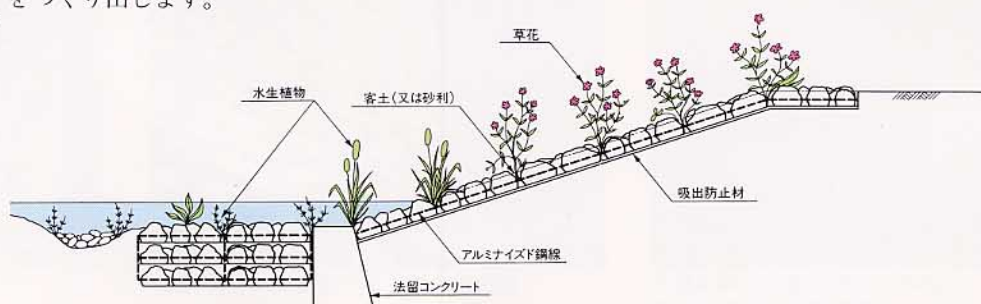 をつくり出します。
草花
水生植物
客土(又は砂利)
吸出防止材
アルミナイズド鋼線
法留コンクリート